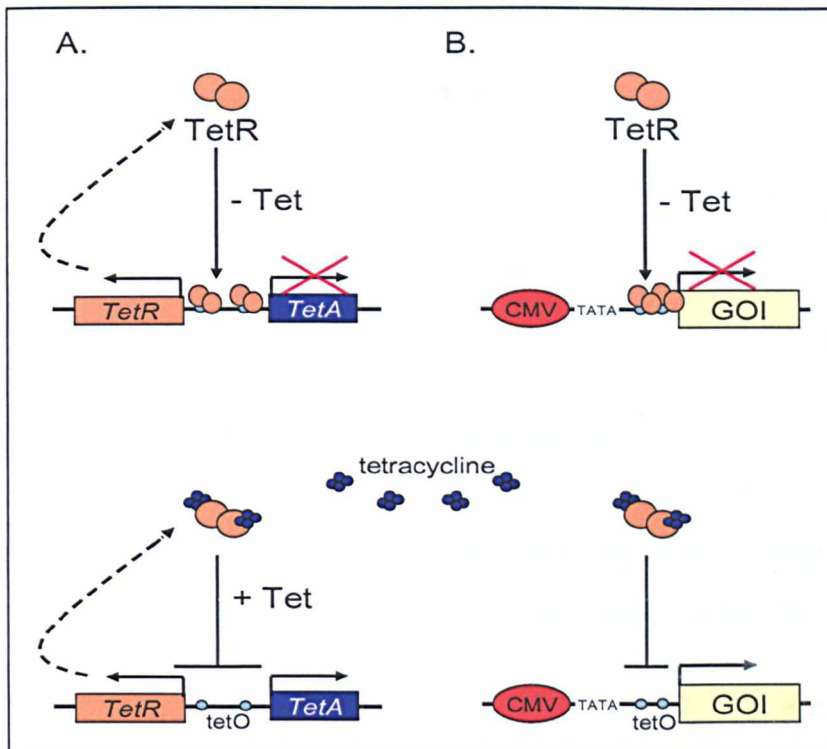 A.
B.
TetR
TetR
- Tet
- Tet
TetR
TetA
CMV
TATA
GOI
tetracycline
+ Tet
TetR
tetO
TetA
CMV
TATA
tetO
GOI